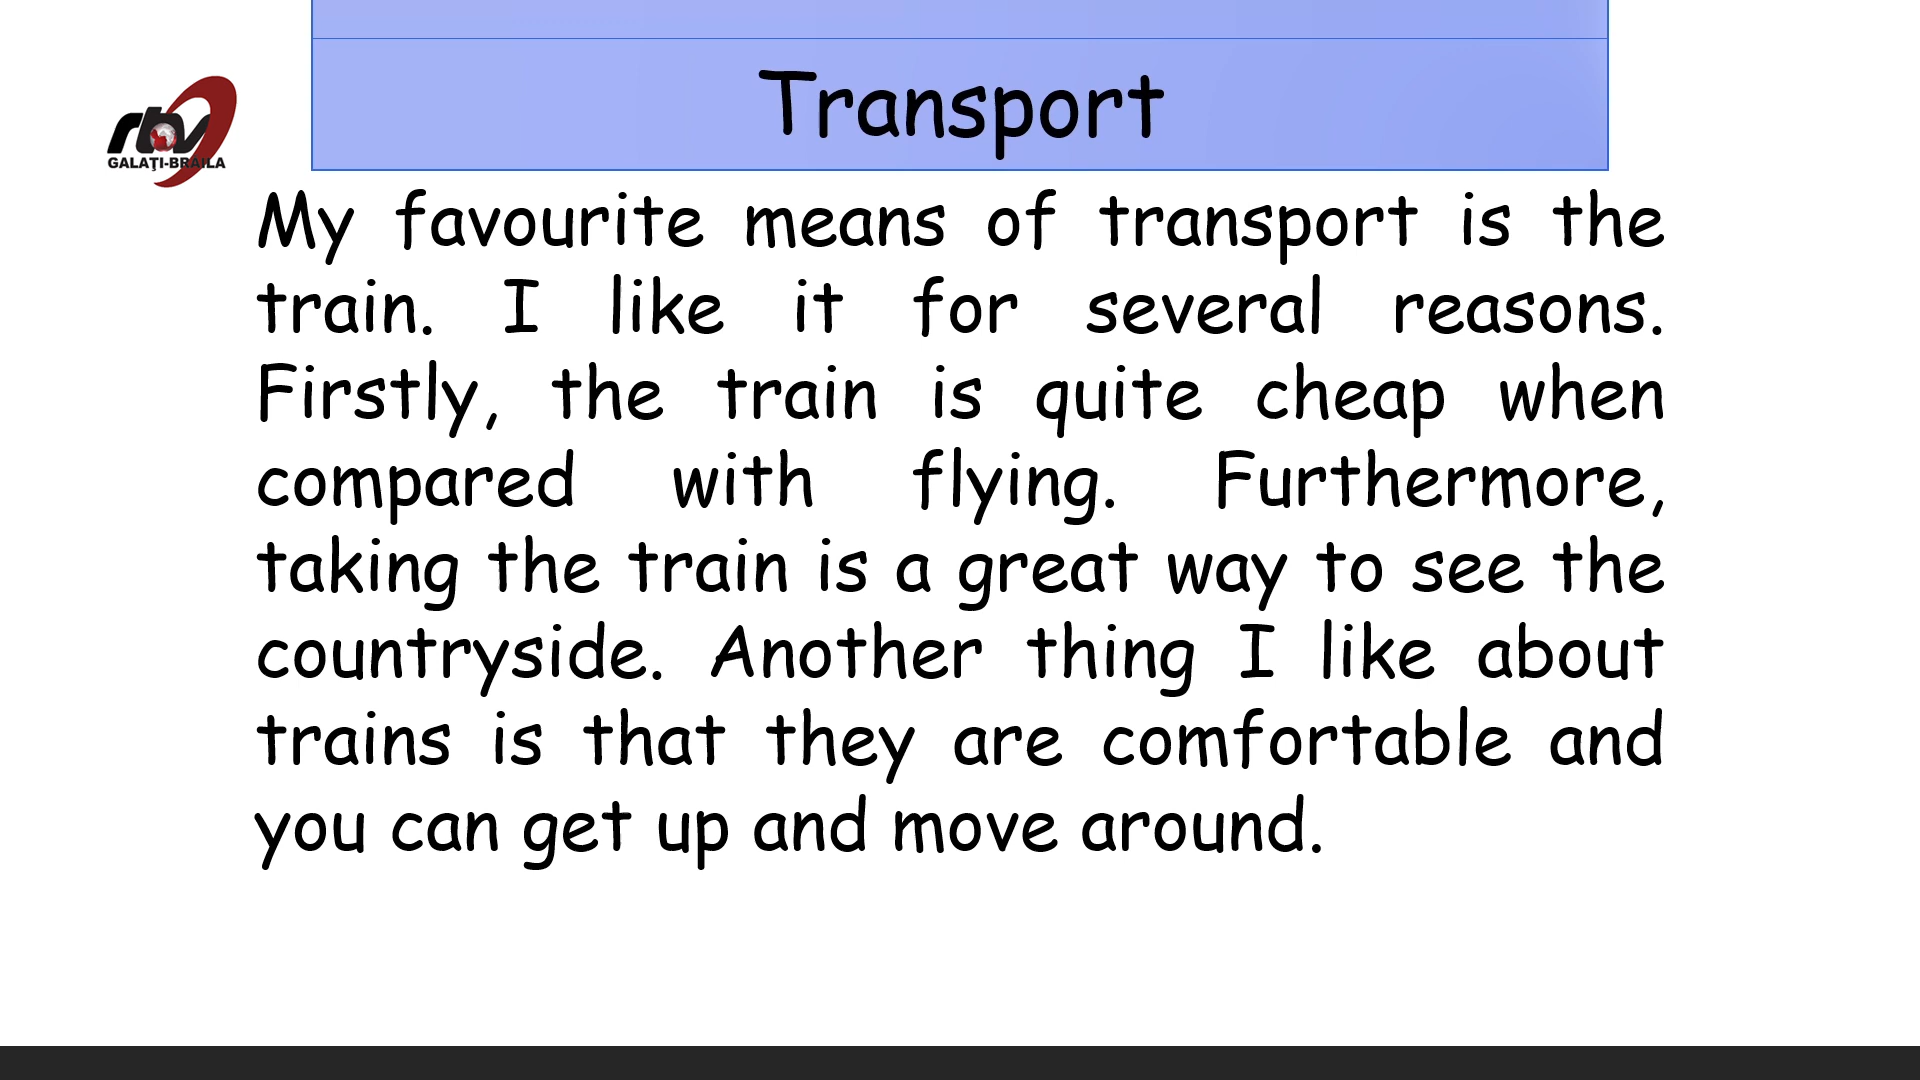 Transport
rtv
GALAŢI-BRAILA
My favourite means of transport is the
train. I like it for several reasons.
Firstly, the train is quite cheap when
compared with flying. Furthermore,
taking the train is a great way to see the
countryside. Another thing I like about
trains is that they are comfortable and
you can get up and move around.